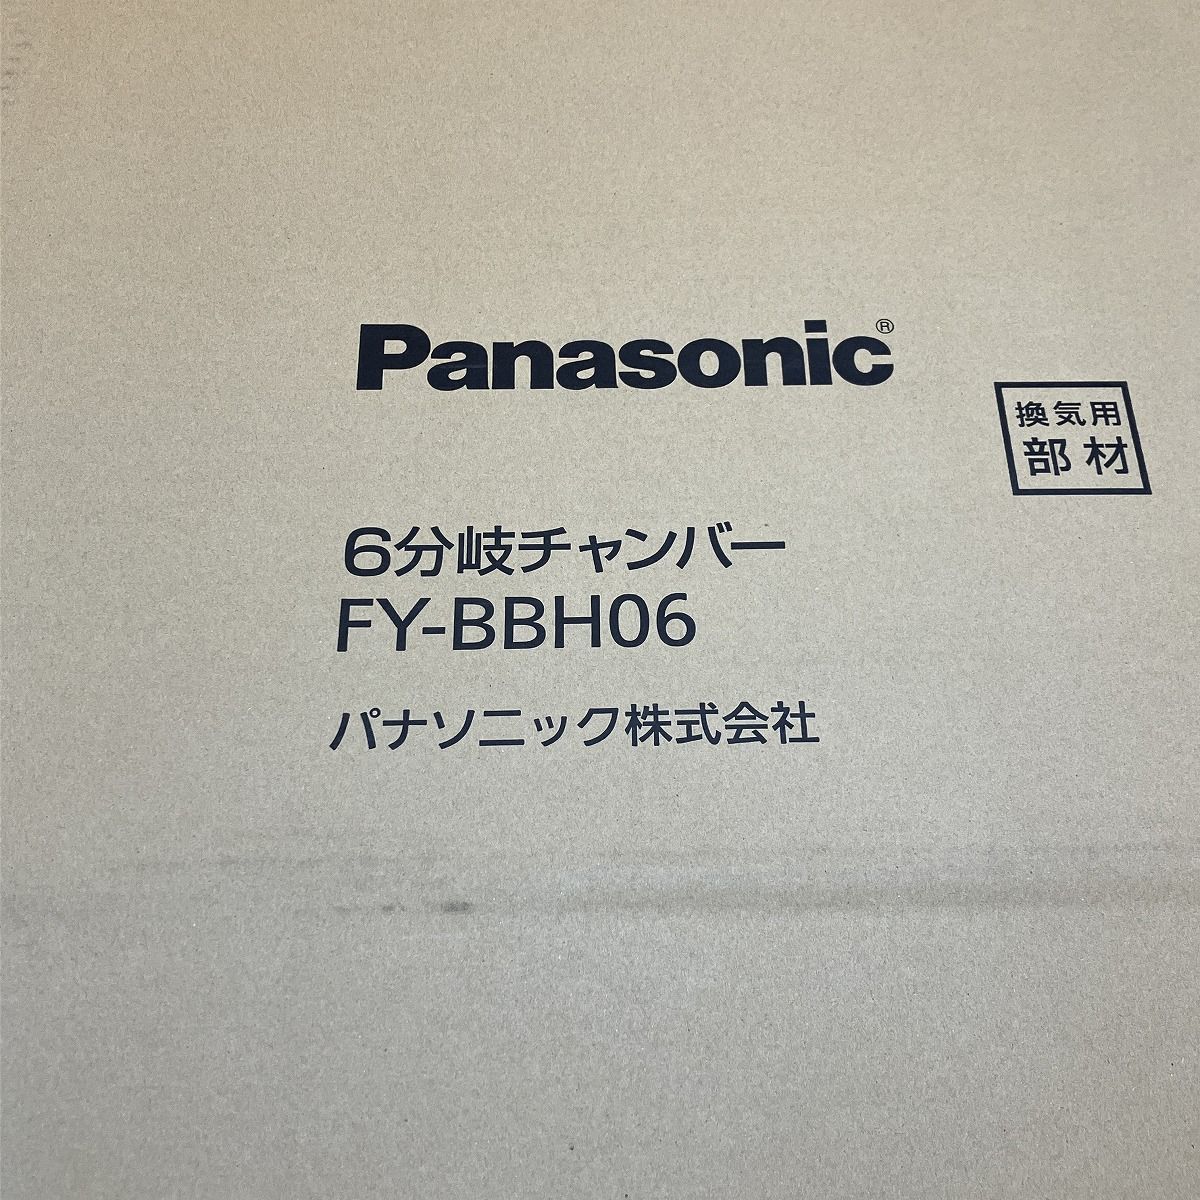 Panasonic®
換気用
部材
6分岐チャンバー
FY-BBH06
パナソニック株式会社